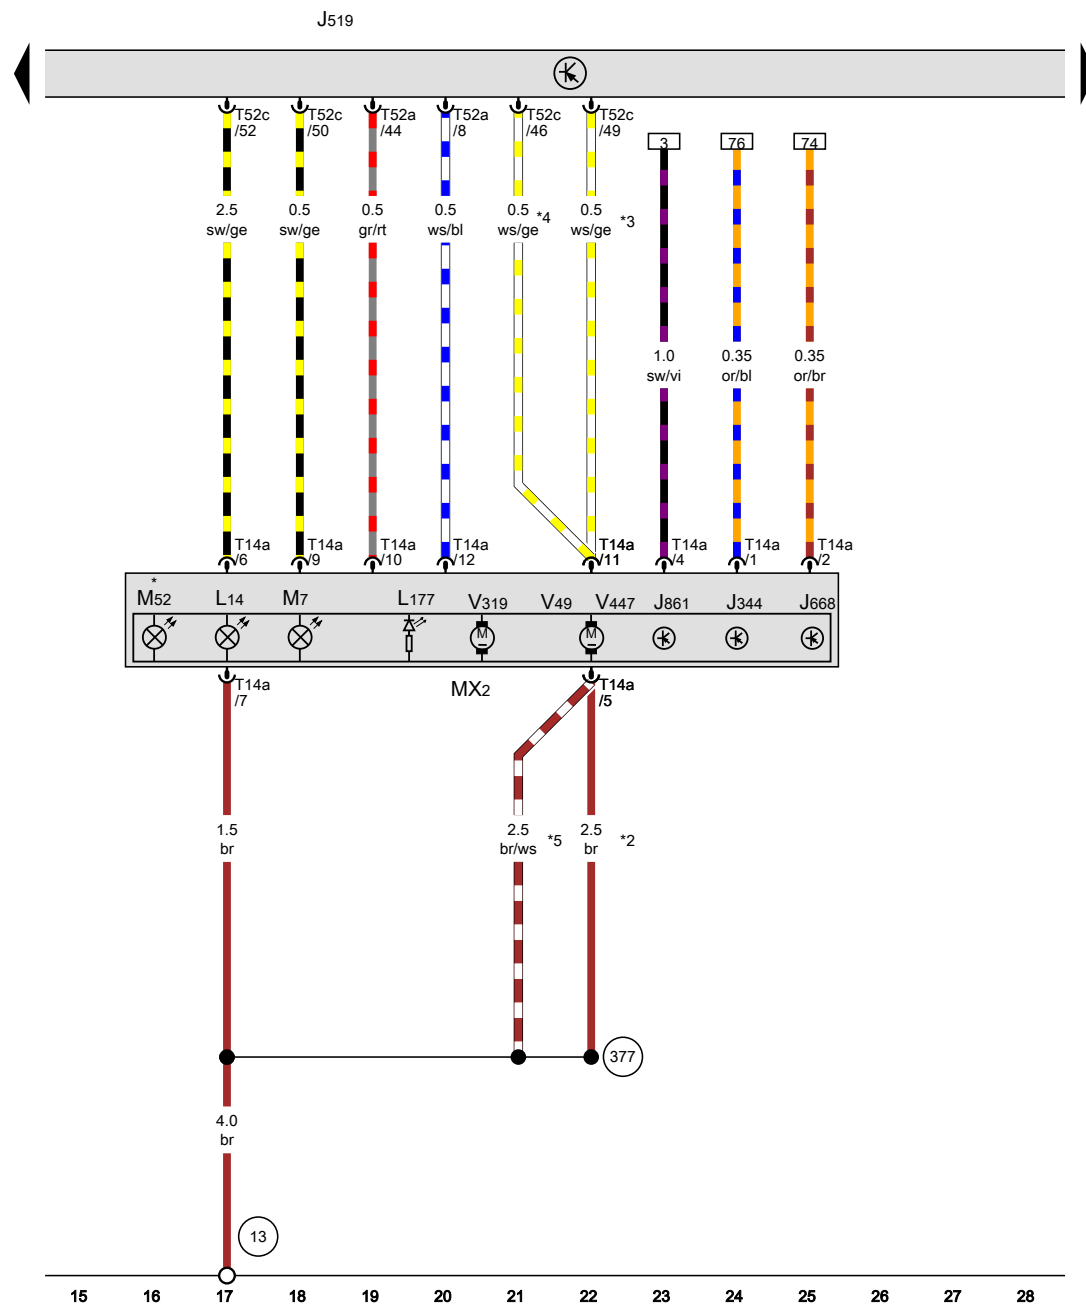 J519
T52c T52c T52a T52a T52c T52c
/52 /50 /44 /8 /46 /49
3 76 74
2.5 0.5 0.5 0.5 0.5 *4 0.5 *3
sw/ge sw/ge gr/rt ws/bl ws/ge ws/ge
1.0 0.35 0.35
sw/vi or/bl or/br
T14a T14a T14a T14a T14a T14a T14a T14a
/6 /9 /10 /12 /11 /4 /1 /2
*
M52 L14 M7 L177 V319 V49 V447 J861 J344 J668
M M
T14a MX2 T14a
/7 /5
1.5 2.5 *5 2.5 *2
br br/ws br
377
4.0
br
13
15 16 17 18 19 20 21 22 23 24 25 26 27 28